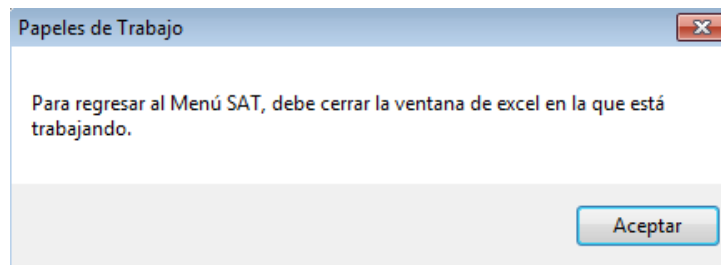 Papeles de Trabajo
Para regresar al Menú SAT, debe cerrar la ventana de excel en la que está
trabajando.
Aceptar